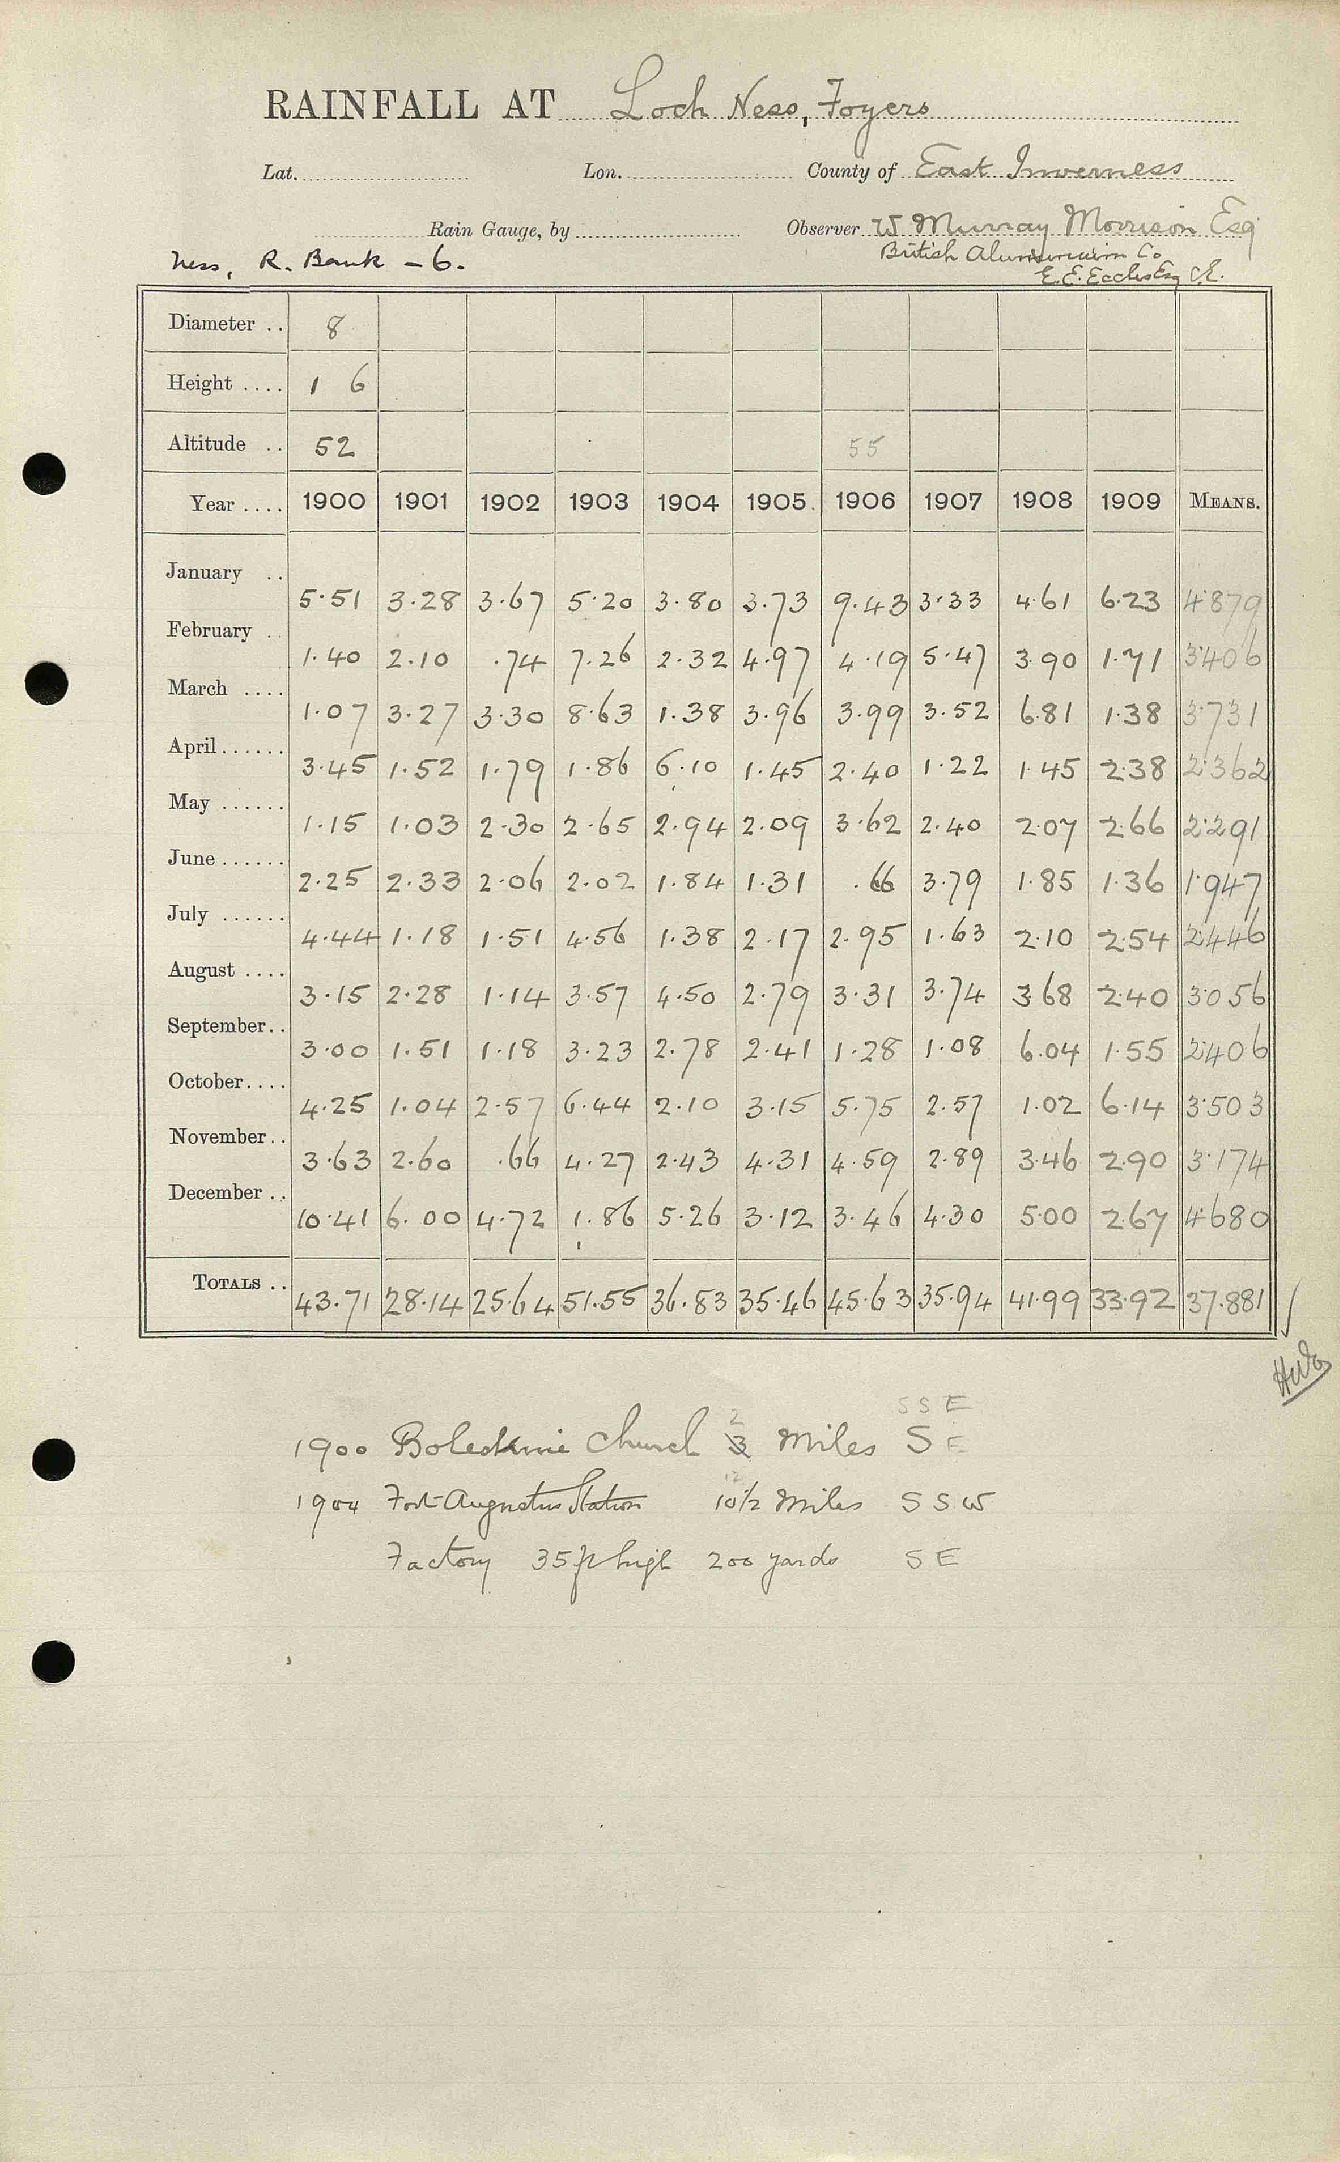 RAINFALL AT Loch Ness, Foyers
Lat. Lon. County of East Inverness
Rain Gauge, by Observer W Murray Morrison Esq
British Aluminium Co
Ness, R. Bank - 6.
E. E. Eccles Esq C.E.
Diameter .. 8
Height .... 1 6
Altitude .. 52 55
Year .... 1900 1901 1902 1903 1904 1905 1906 1907 1908 1909 MEANS.
January .. 5.51 3.28 3.67 5.20 3.80 3.73 9.43 3.33 4.61 6.23 4.879
February .. 1.40 2.10 .74 7.26 2.32 4.97 4.19 5.47 3.90 1.71 3.406
March .... 1.07 3.27 3.30 8.63 1.38 3.96 3.99 3.52 6.81 1.38 3.731
April ...... 3.45 1.52 1.79 1.86 6.10 1.45 2.40 1.22 1.45 2.38 2.362
May ...... 1.15 1.03 2.30 2.65 2.94 2.09 3.62 2.40 2.07 2.66 2.291
June ...... 2.25 2.33 2.06 2.02 1.84 1.31 .66 3.79 1.85 1.36 1.947
July ...... 4.44 1.18 1.51 4.56 1.38 2.17 2.95 1.63 2.10 2.54 2.446
August .... 3.15 2.28 1.14 3.57 4.50 2.79 3.31 3.74 3.68 2.40 3.056
September .. 3.00 1.51 1.18 3.23 2.78 2.41 1.28 1.08 6.04 1.55 2.406
October .... 4.25 1.04 2.57 6.44 2.10 3.15 5.75 2.57 1.02 6.14 3.503
November .. 3.63 2.60 .66 4.27 2.43 4.31 4.59 2.89 3.46 2.90 3.174
December .. 10.41 6.00 4.72 1.86 5.26 3.12 3.46 4.30 5.00 2.67 4.680
TOTALS .. 43.71 28.14 25.64 51.55 36.83 35.46 45.63 35.94 41.99 33.92 37.881
2 SSE
1900 Church 3 Miles S E
12
1904 Fort Augustus Station 10 1/2 Miles S S W
Factory 35 ft high 200 yards S E